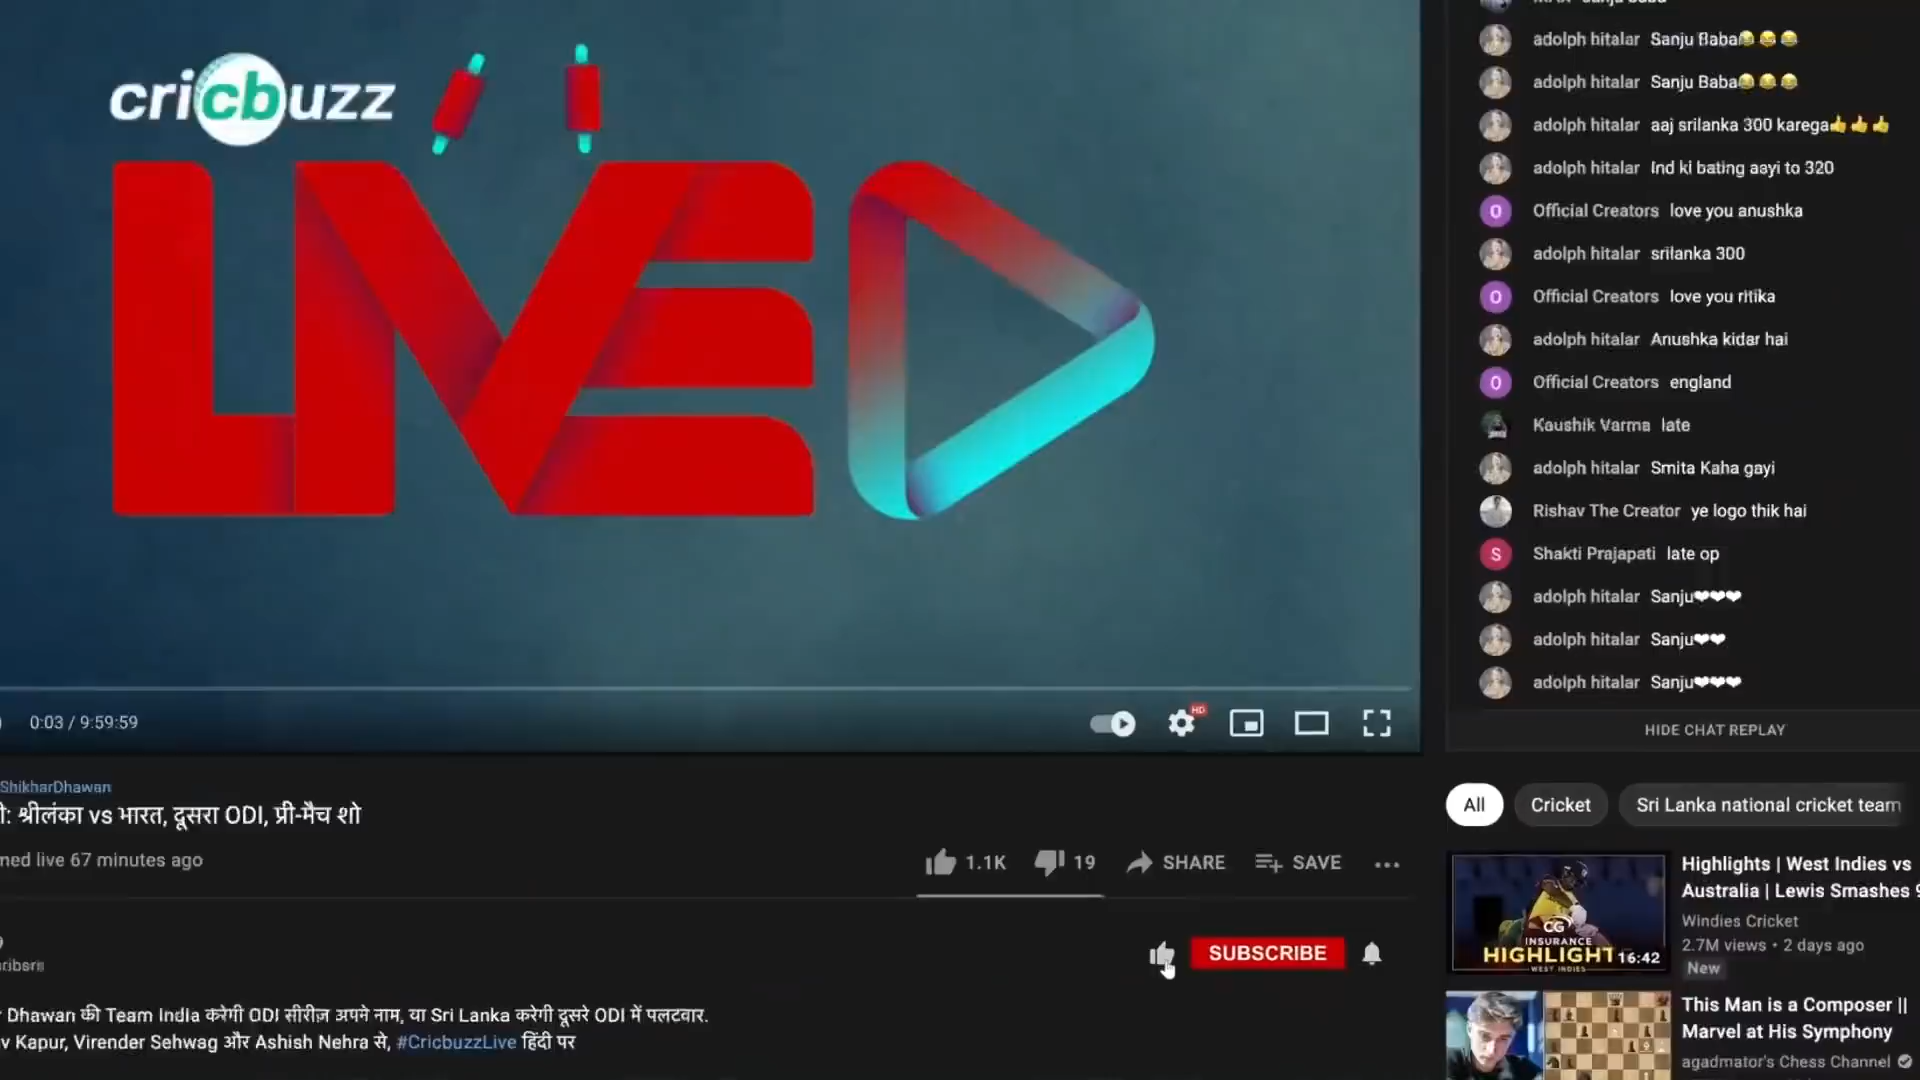 cricbuzz
LIVE
adolph hitalar Sanju Baba😂😂😂
adolph hitalar Sanju Baba😂😂😂
adolph hitalar aaj srilanka 300 karega👍👍👍
adolph hitalar Ind ki bating aayi to 320
O Official Creators love you anushka
adolph hitalar srilanka 300
O Official Creators love you ritika
adolph hitalar Anushka kidar hai
O Official Creators england
Kaushik Varma late
adolph hitalar Smita Kaha gayi
Rishav The Creator ye logo thik hai
S Shakti Prajapati late op
adolph hitalar Sanju❤❤❤
adolph hitalar Sanju❤❤
adolph hitalar Sanju❤❤❤
HIDE CHAT REPLAY
0:03 / 9:59:59
HD
ShikharDhawan
श्रीलंका vs भारत, दूसरा ODI, प्री-मैच शो
live 67 minutes ago
1.1K 19 SHARE SAVE
SUBSCRIBE
Dhawan की Team India करेगी ODI सीरीज़ अपने नाम, या Sri Lanka करेगी दूसरे ODI में पलटवार.
Kapur, Virender Sehwag और Ashish Nehra से, #CricbuzzLive हिंदी पर
All Cricket Sri Lanka national cricket team
CG
INSURANCE
HIGHLIGHT
WEST INDIES
16:42
Highlights | West Indies vs
Australia | Lewis Smashes
Windies Cricket
2.7M views • 2 days ago
New
This Man is a Composer ||
Marvel at His Symphony
agadmator's Chess Channel